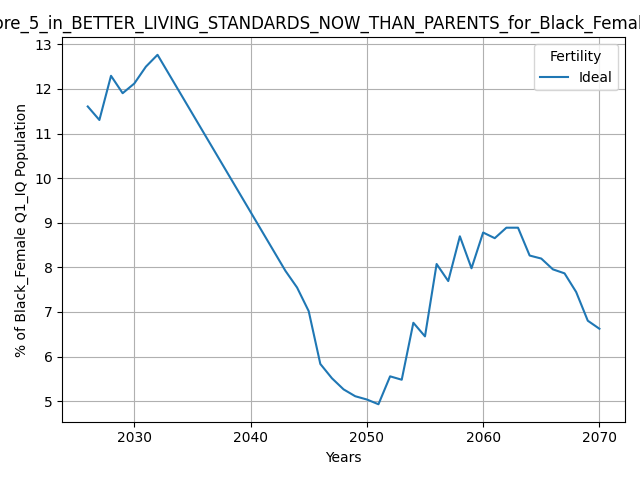 ore_5_in_BETTER_LIVING_STANDARDS_NOW_THAN_PARENTS_for_Black_Femal
13
12
11
10
9
8
7
6
5
% of Black_Female Q1_IQ Population
Fertility
Ideal
2030 2040 2050 2060 2070
Years